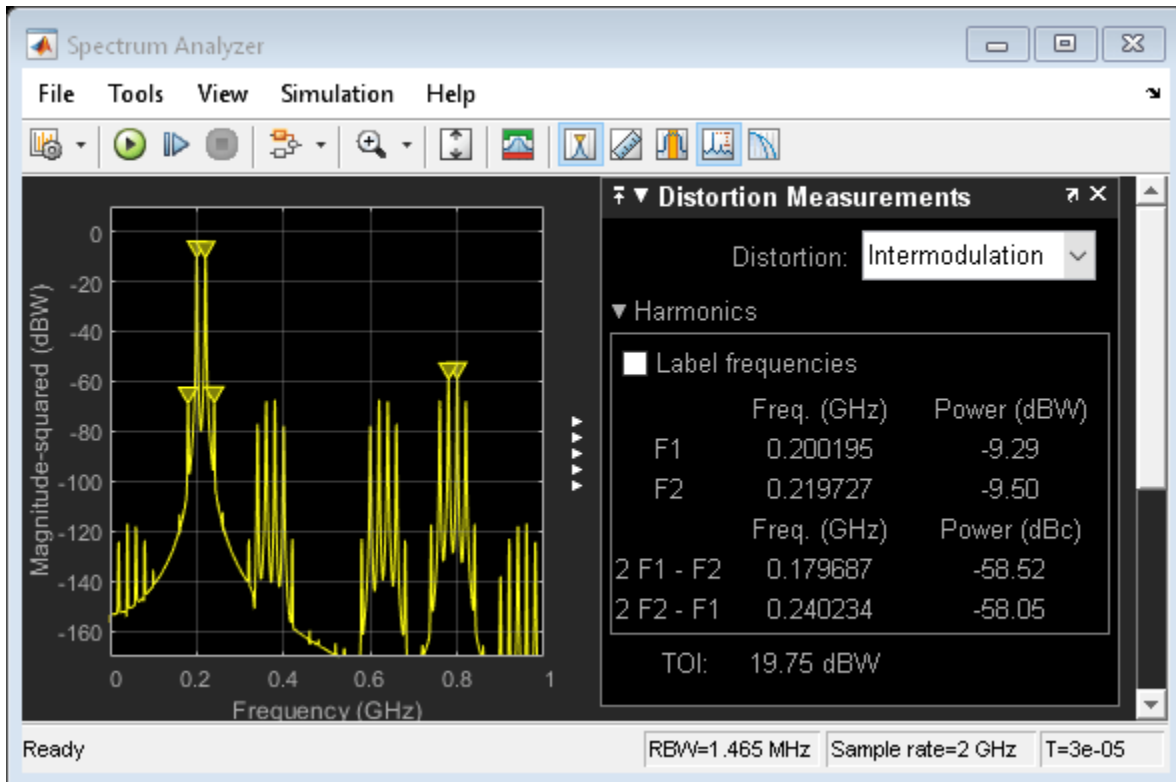 Spectrum Analyzer
File Tools View Simulation Help
Distortion Measurements
Distortion: Intermodulation
Harmonics
Label frequencies
Freq. (GHz) Power (dBW)
F1 0.200195 -9.29
F2 0.219727 -9.50
Freq. (GHz) Power (dBc)
2 F1 - F2 0.179687 -58.52
2 F2 - F1 0.240234 -58.05
TOI: 19.75 dBW
Magnitude-squared (dBW)
0
-20
-40
-60
-80
-100
-120
-140
-160
0 0.2 0.4 0.6 0.8 1
Frequency (GHz)
Ready RBW=1.465 MHz Sample rate=2 GHz T=3e-05